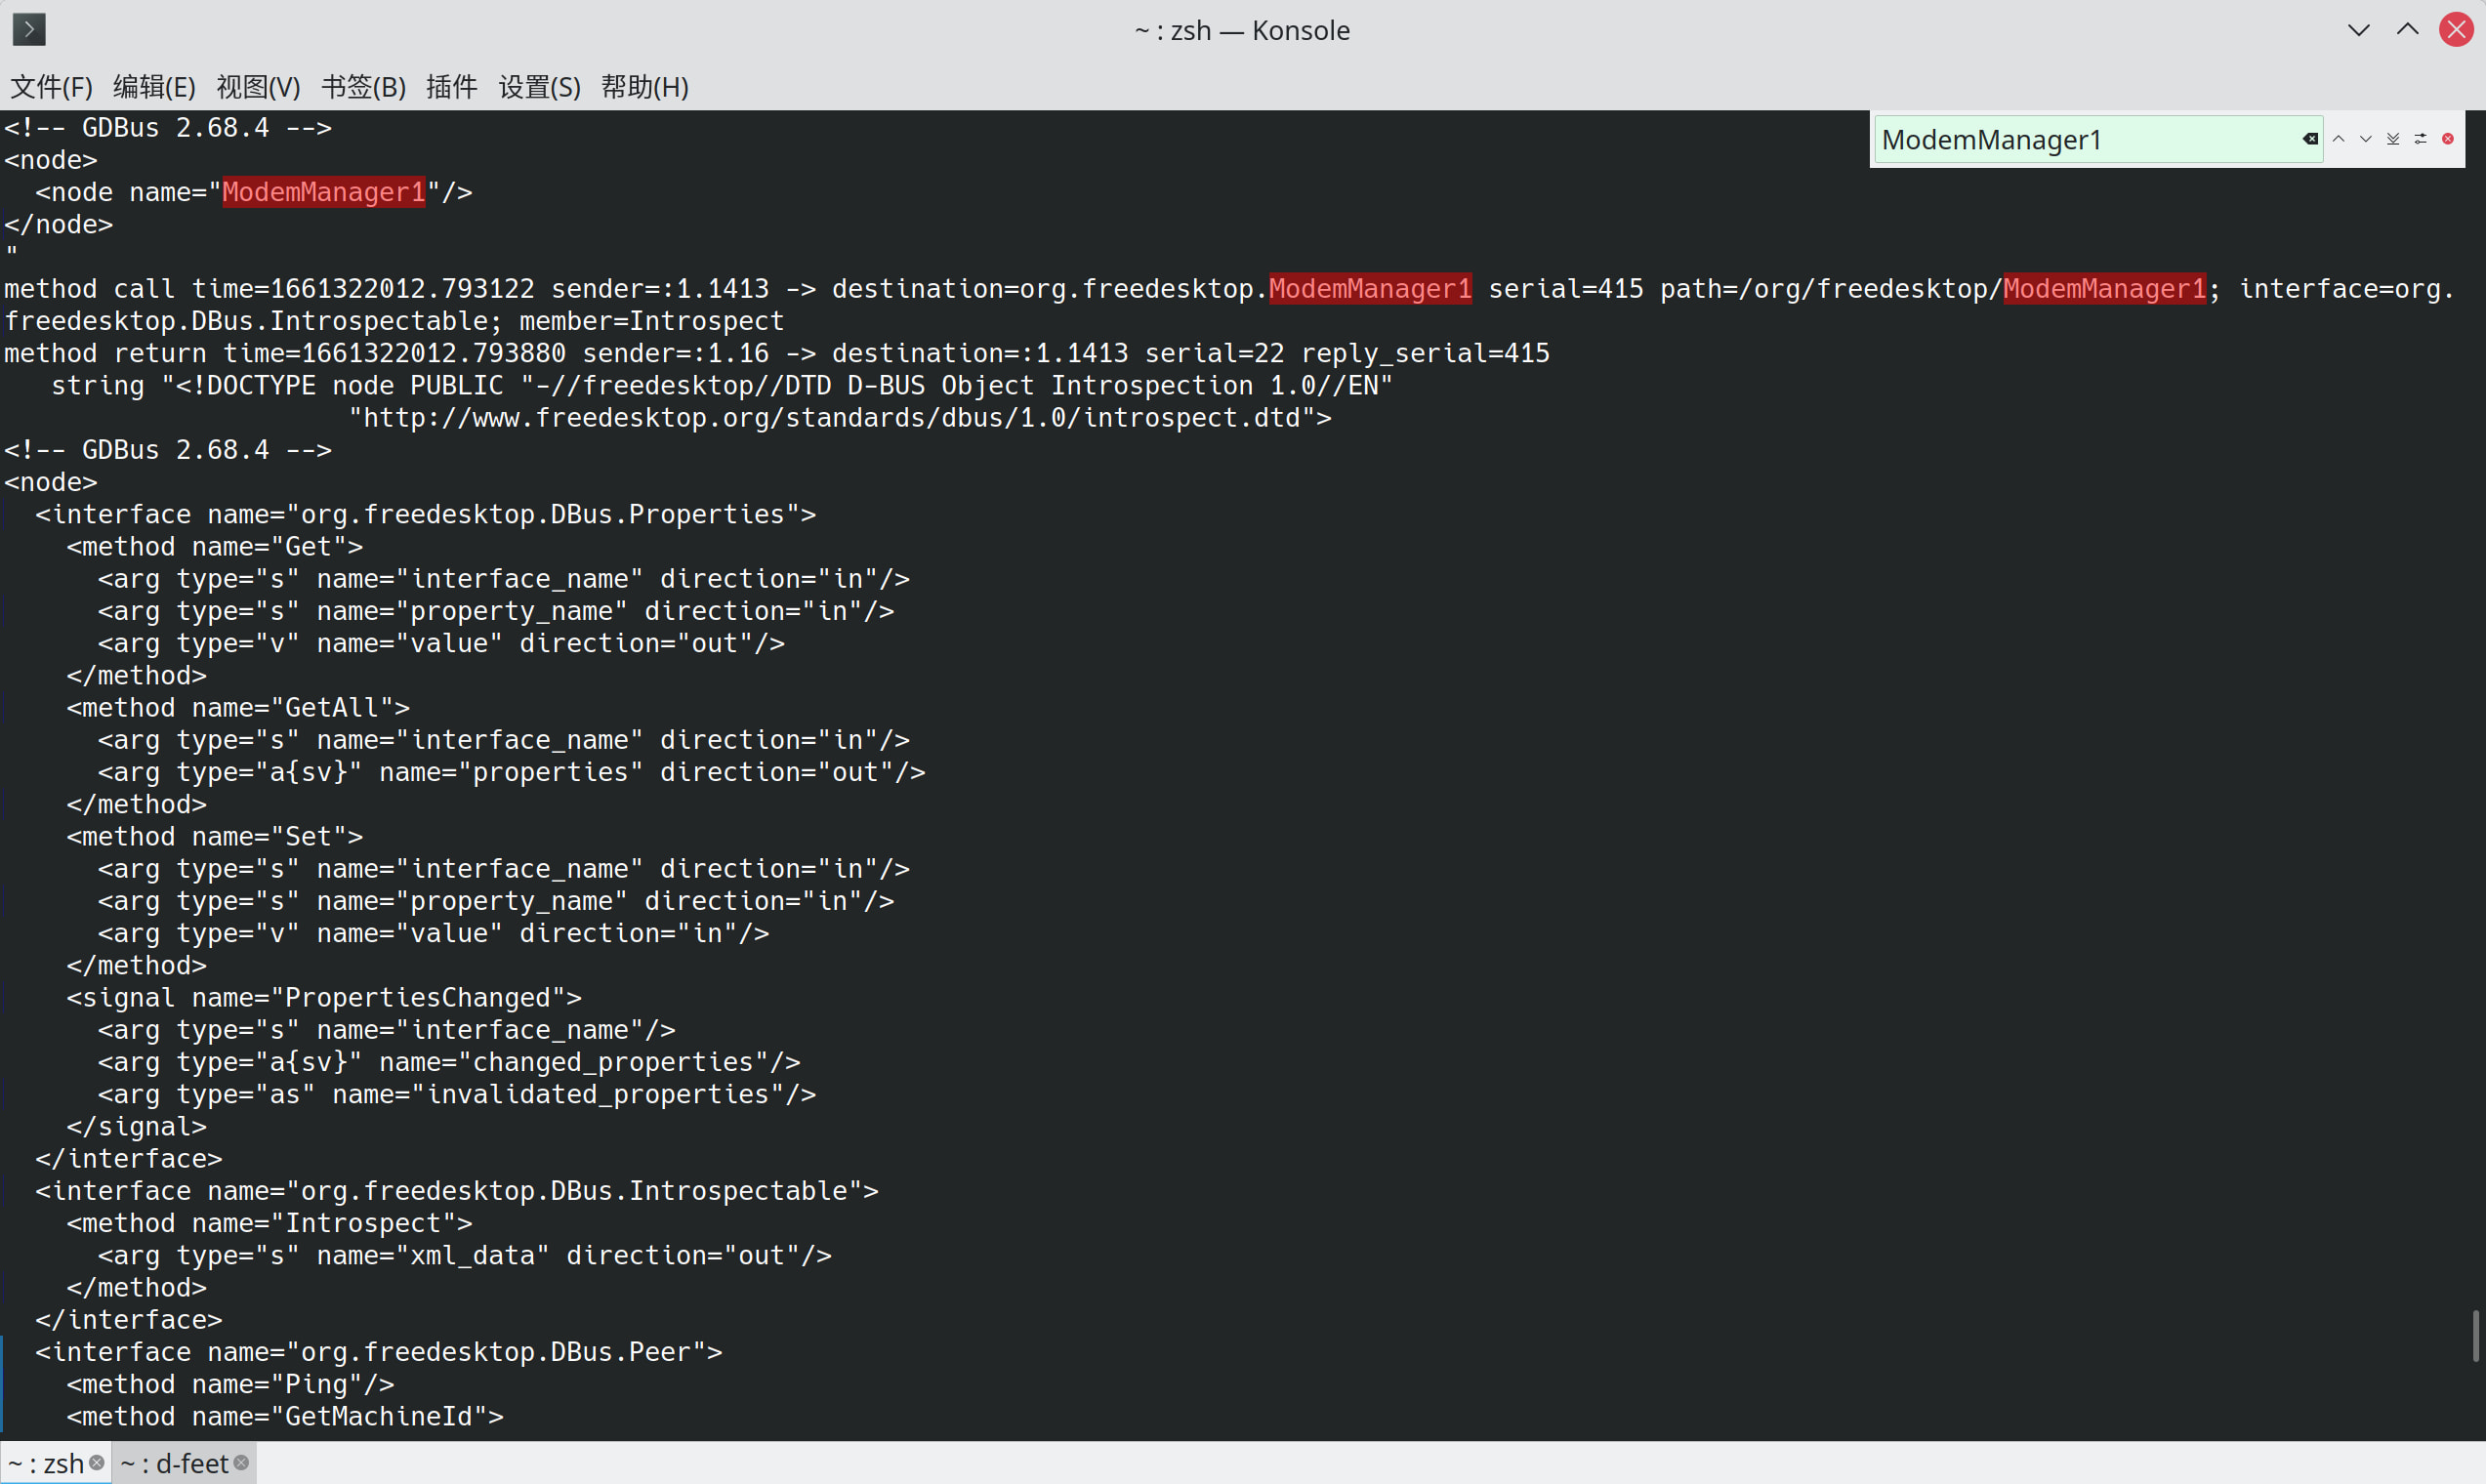 ~ : zsh — Konsole
文件(F) 编辑(E) 视图(V) 书签(B) 插件 设置(S) 帮助(H)
ModemManager1
<!-- GDBus 2.68.4 -->
<node>
  <node name="ModemManager1"/>
</node>
"
method call time=1661322012.793122 sender=:1.1413 -> destination=org.freedesktop.ModemManager1 serial=415 path=/org/freedesktop/ModemManager1; interface=org.
freedesktop.DBus.Introspectable; member=Introspect
method return time=1661322012.793880 sender=:1.16 -> destination=:1.1413 serial=22 reply_serial=415
   string "<!DOCTYPE node PUBLIC "-//freedesktop//DTD D-BUS Object Introspection 1.0//EN"
                      "http://www.freedesktop.org/standards/dbus/1.0/introspect.dtd">
<!-- GDBus 2.68.4 -->
<node>
  <interface name="org.freedesktop.DBus.Properties">
    <method name="Get">
      <arg type="s" name="interface_name" direction="in"/>
      <arg type="s" name="property_name" direction="in"/>
      <arg type="v" name="value" direction="out"/>
    </method>
    <method name="GetAll">
      <arg type="s" name="interface_name" direction="in"/>
      <arg type="a{sv}" name="properties" direction="out"/>
    </method>
    <method name="Set">
      <arg type="s" name="interface_name" direction="in"/>
      <arg type="s" name="property_name" direction="in"/>
      <arg type="v" name="value" direction="in"/>
    </method>
    <signal name="PropertiesChanged">
      <arg type="s" name="interface_name"/>
      <arg type="a{sv}" name="changed_properties"/>
      <arg type="as" name="invalidated_properties"/>
    </signal>
  </interface>
  <interface name="org.freedesktop.DBus.Introspectable">
    <method name="Introspect">
      <arg type="s" name="xml_data" direction="out"/>
    </method>
  </interface>
  <interface name="org.freedesktop.DBus.Peer">
    <method name="Ping"/>
    <method name="GetMachineId">
~ : zsh ~ : d-feet